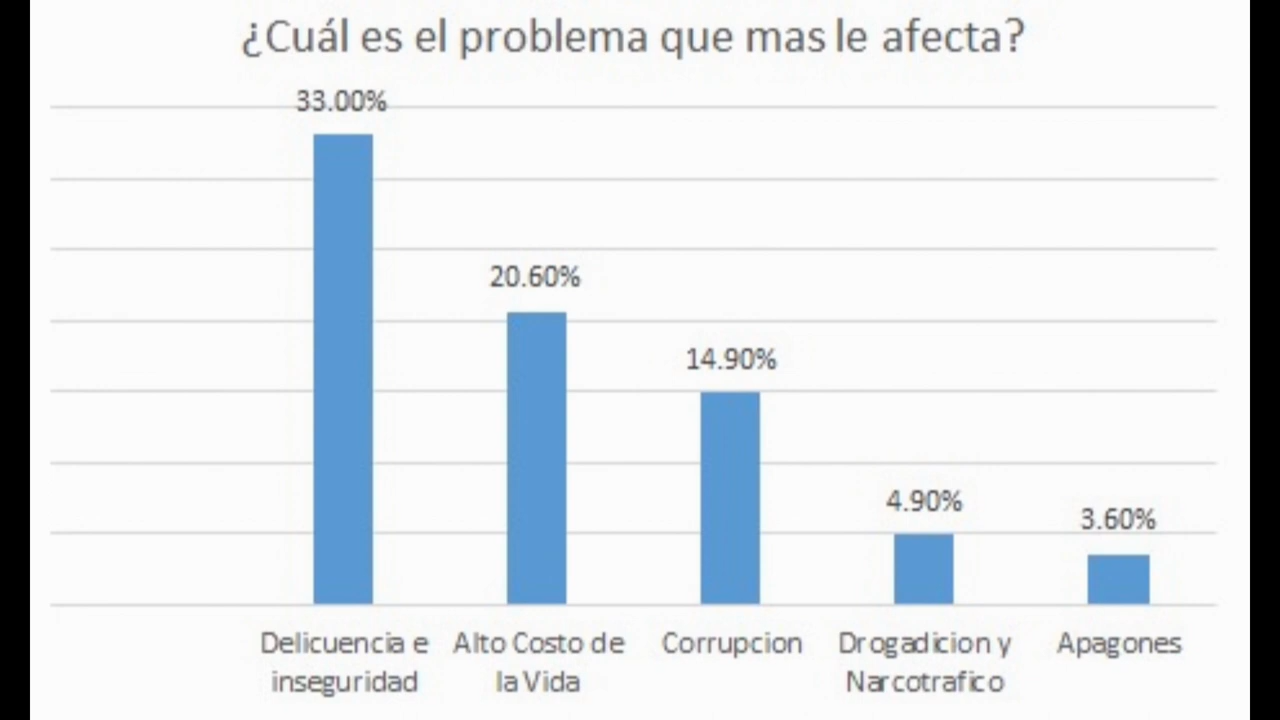 ¿Cuál es el problema que mas le afecta?
33.00%
20.60%
14.90%
4.90%
3.60%
Delicuencia e
inseguridad
Alto Costo de
la Vida
Corrupcion
Drogadicion y
Narcotrafico
Apagones